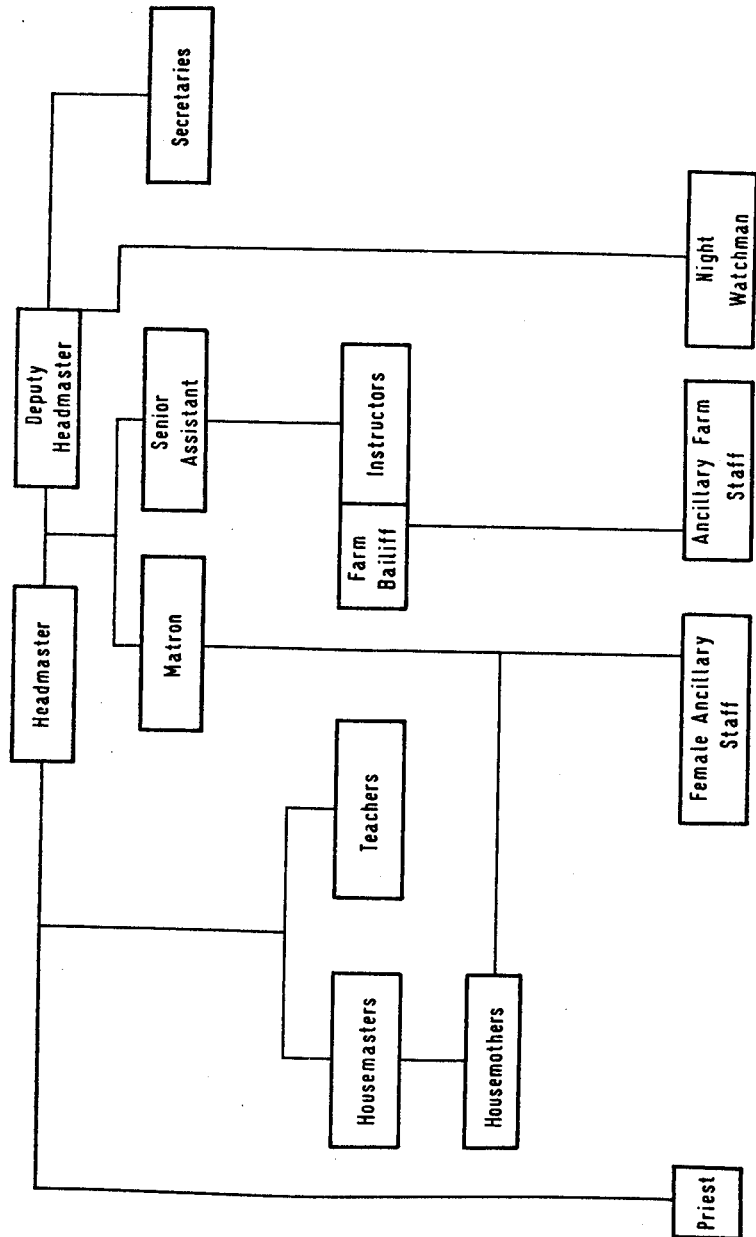 Headmaster
Deputy
Headmaster
Matron
Senior
Assistant
Secretaries
Housemasters
Teachers
Farm
Bailiff
Instructors
Housemothers
Priest
Female Ancillary
Staff
Ancillary Farm
Staff
Night
Watchman